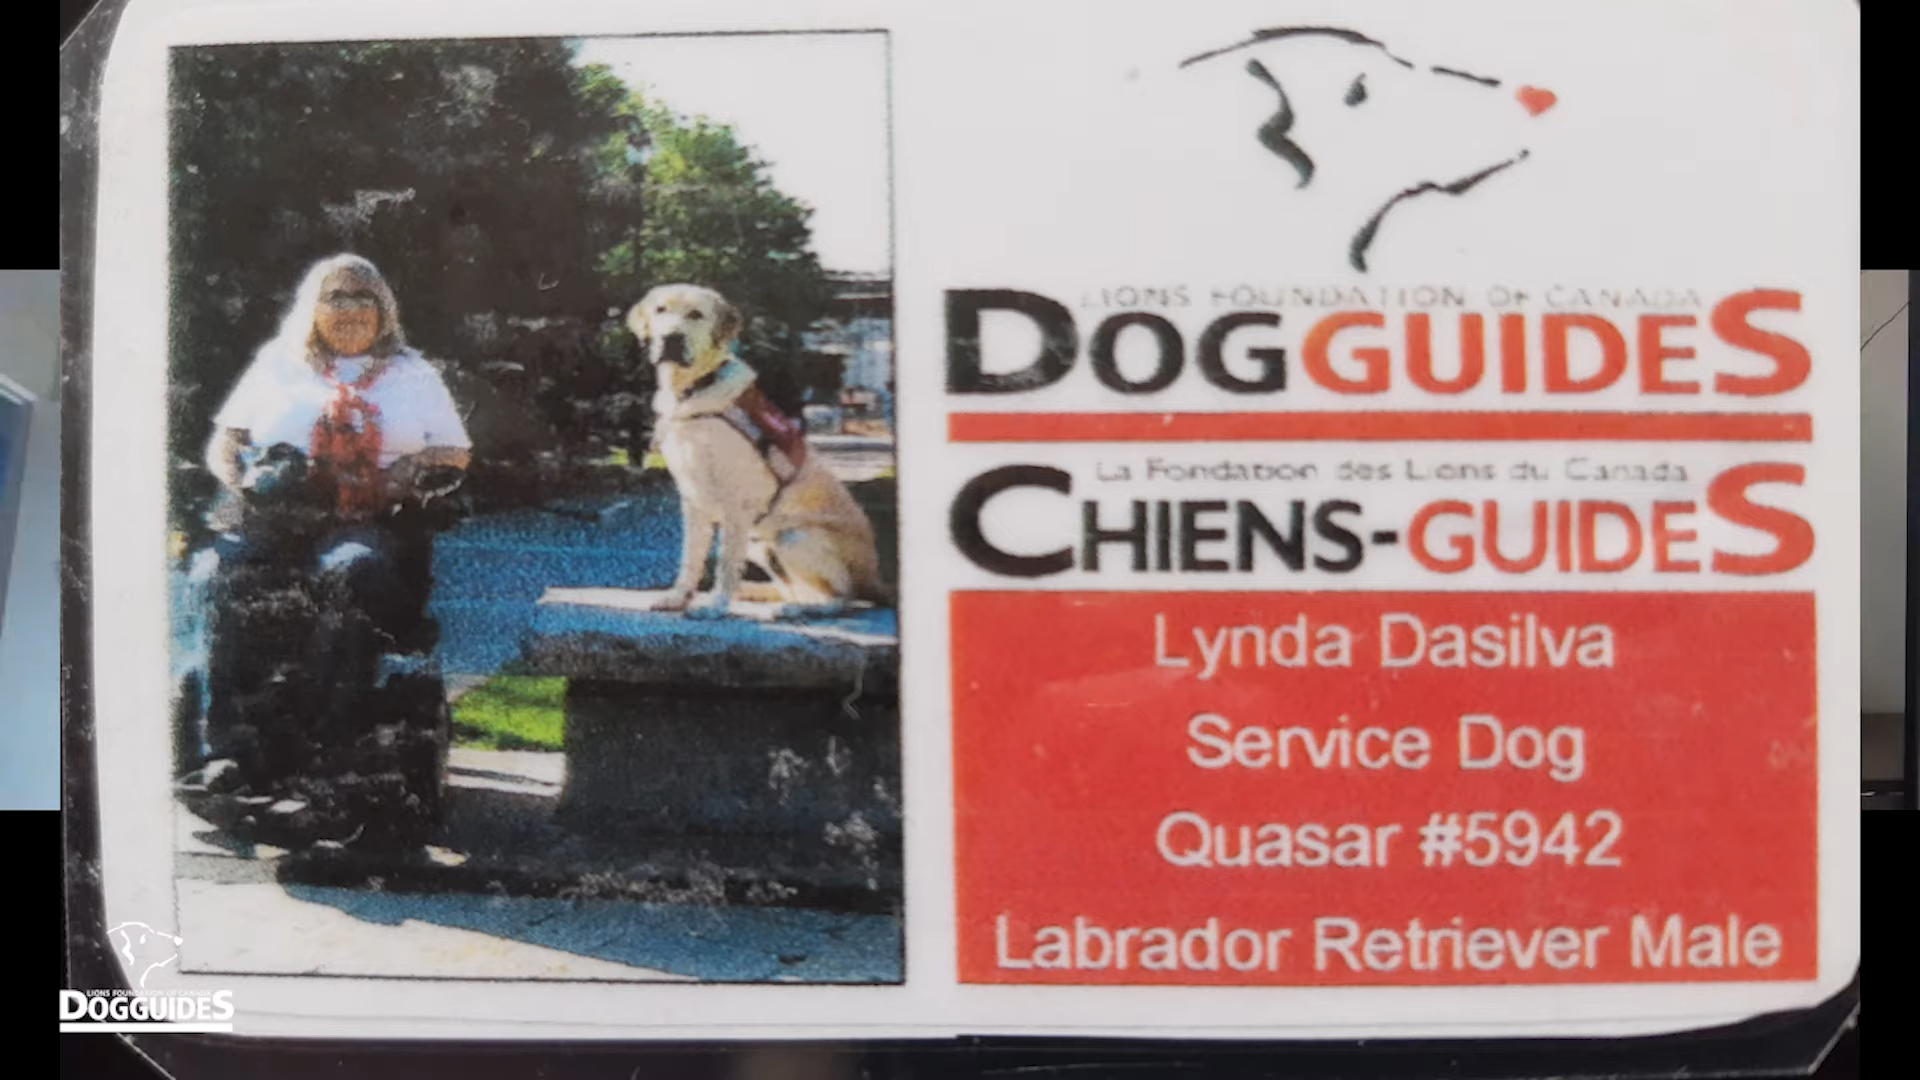 LIONS FOUNDATION OF CANADA
DOGGUIDES
La Fondation des Lions du Canada
CHIENS-GUIDES
Lynda Dasilva
Service Dog
Quasar #5942
Labrador Retriever Male
LIONS FOUNDATION OF CANADA
DOGGUIDES